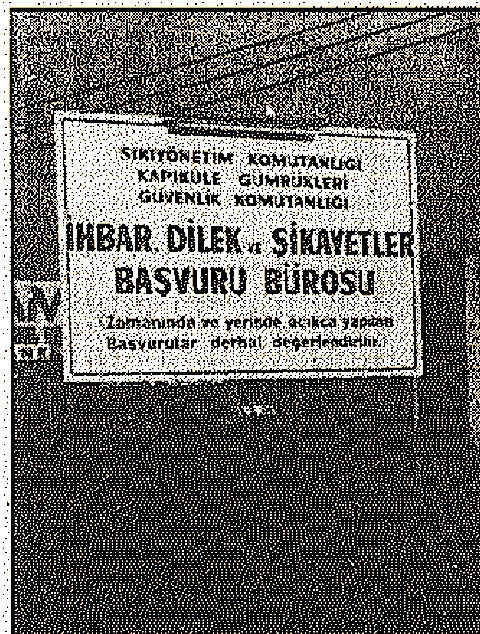 SIKIYÖNETİM KOMUTANLIĞI
KAPIKULE GÜMRÜKLERİ
GÜVENLİK KOMUTANLIĞI
İHBAR, DİLEK ve ŞİKAYETLER
BAŞVURU BÜROSU
Zamanında ve yerinde açıkça yapılan
Başvurular derhal değerlendirilir.